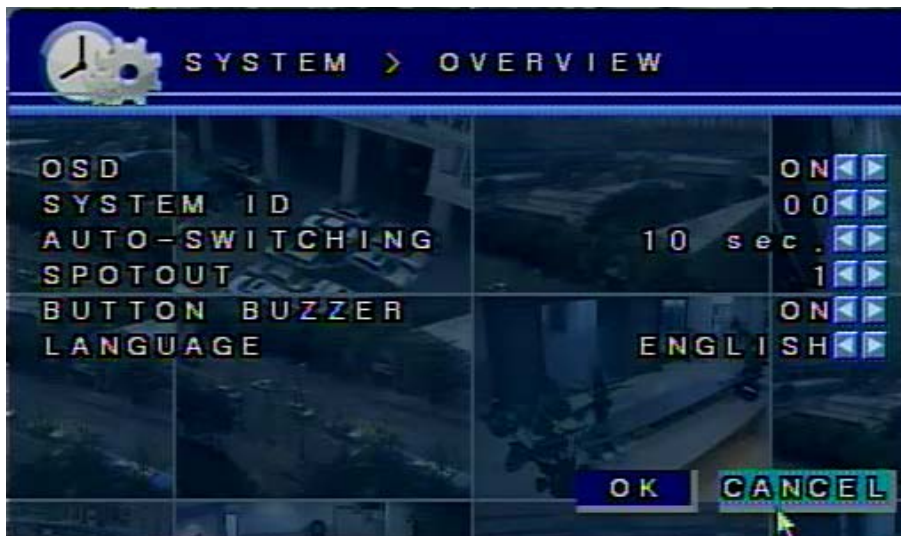 SYSTEM > OVERVIEW
OSD ON
SYSTEM ID 00
AUTO-SWITCHING 10 sec.
SPOTOUT 1
BUTTON BUZZER ON
LANGUAGE ENGLISH
OK CANCEL